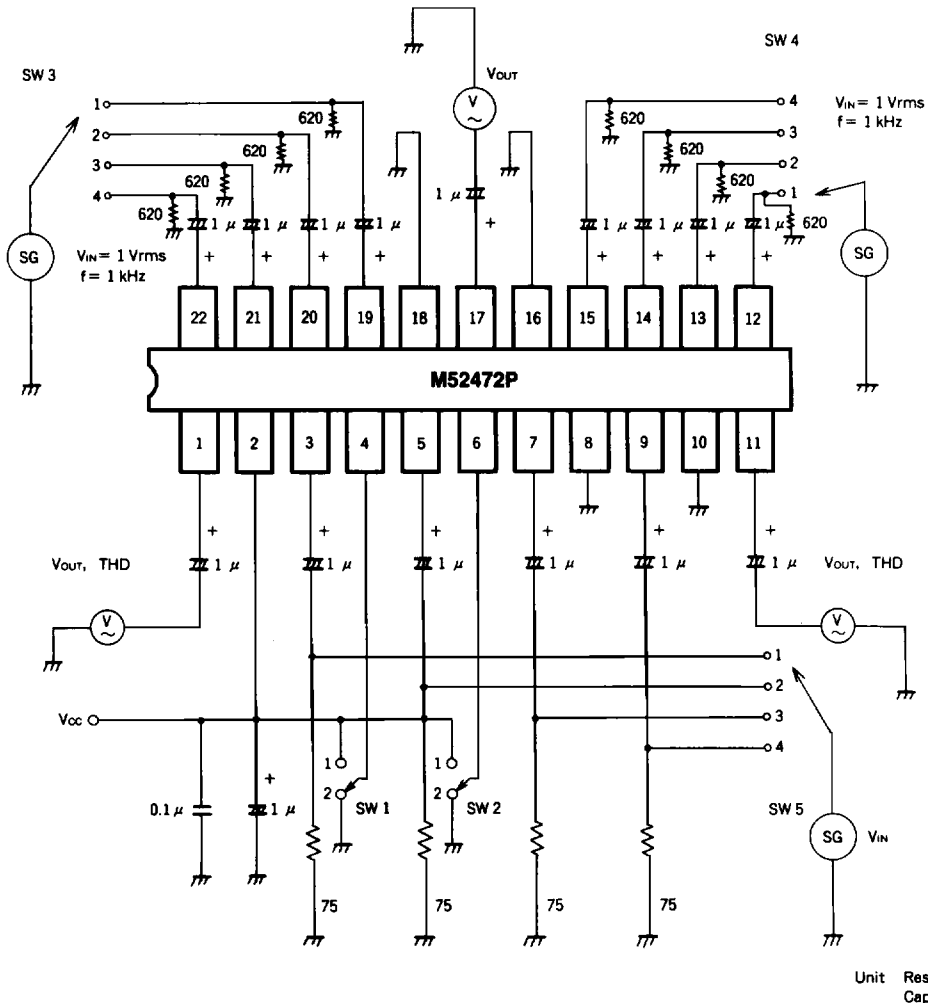 SW 3
SW 4
VOUT
V
~
1
2
3
4
620
620
620
620
VIN = 1 Vrms
f = 1 kHz
SG
1 μ
1 μ
1 μ
1 μ
1 μ
+
+
+
+
+
4
3
2
1
620
620
620
620
VIN = 1 Vrms
f = 1 kHz
SG
1 μ
1 μ
1 μ
1 μ
+
+
+
+
22
21
20
19
18
17
16
15
14
13
12
M52472P
1
2
3
4
5
6
7
8
9
10
11
+
+
+
+
+
+
1 μ
1 μ
1 μ
1 μ
1 μ
1 μ
VOUT, THD
VOUT, THD
V
~
V
~
1
2
3
4
VCC
1
2
SW 1
1
2
SW 2
0.1 μ
+
1 μ
SW 5
SG
VIN
75
75
75
75
Unit Res
Cap